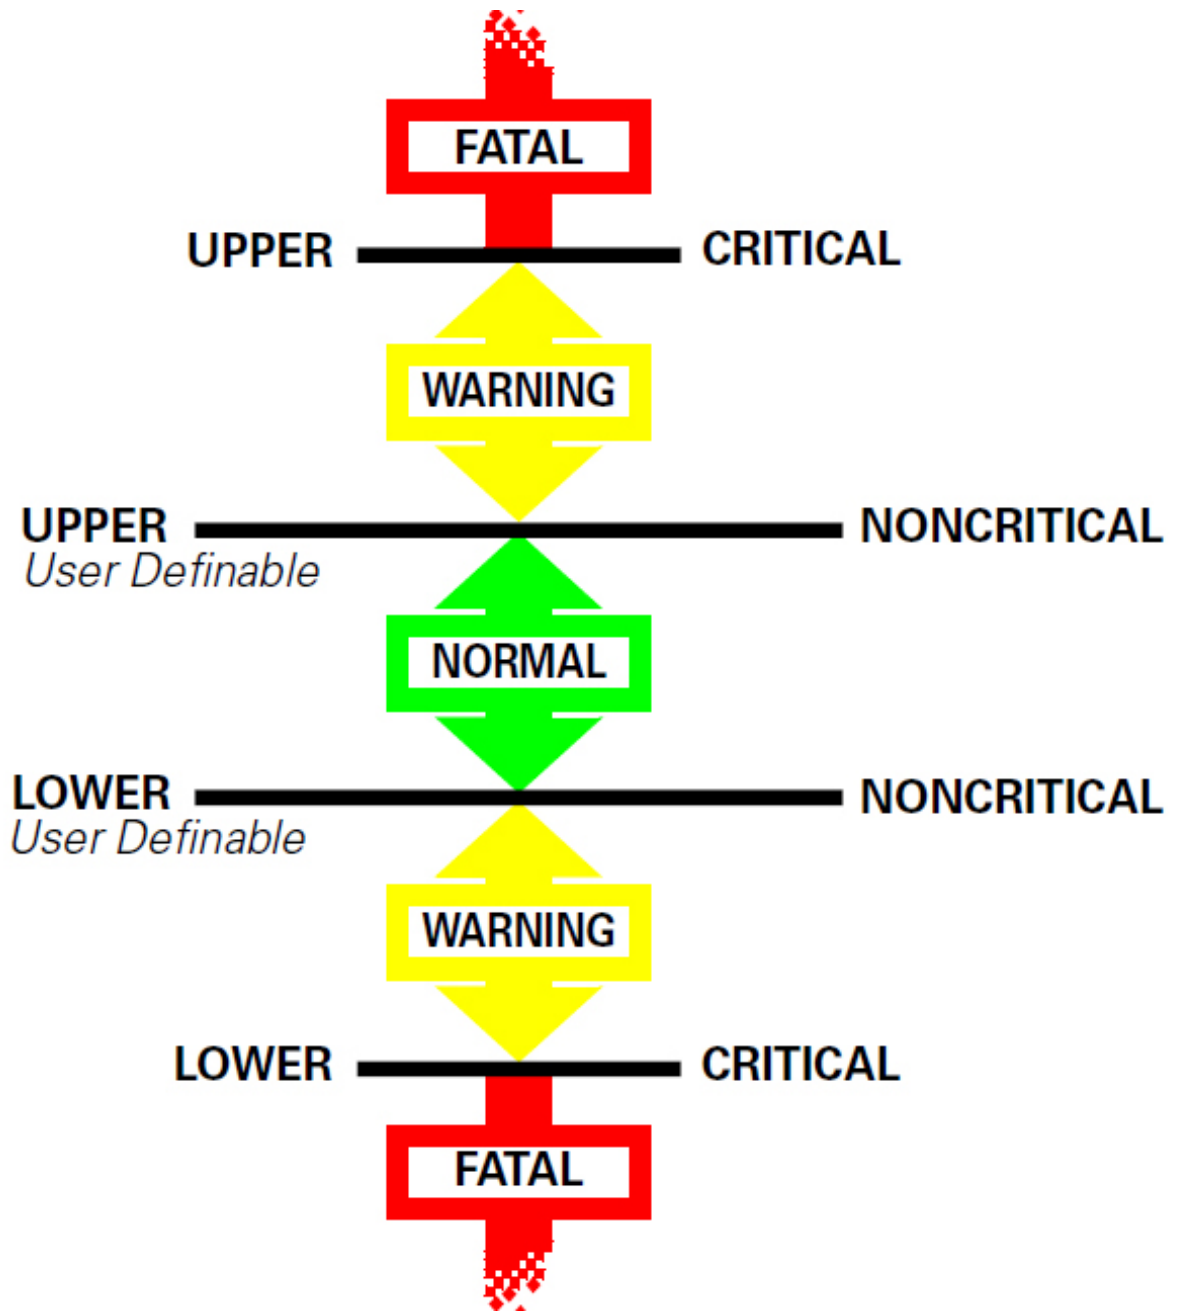 FATAL
UPPER CRITICAL
WARNING
UPPER NONCRITICAL
User Definable
NORMAL
LOWER NONCRITICAL
User Definable
WARNING
LOWER CRITICAL
FATAL